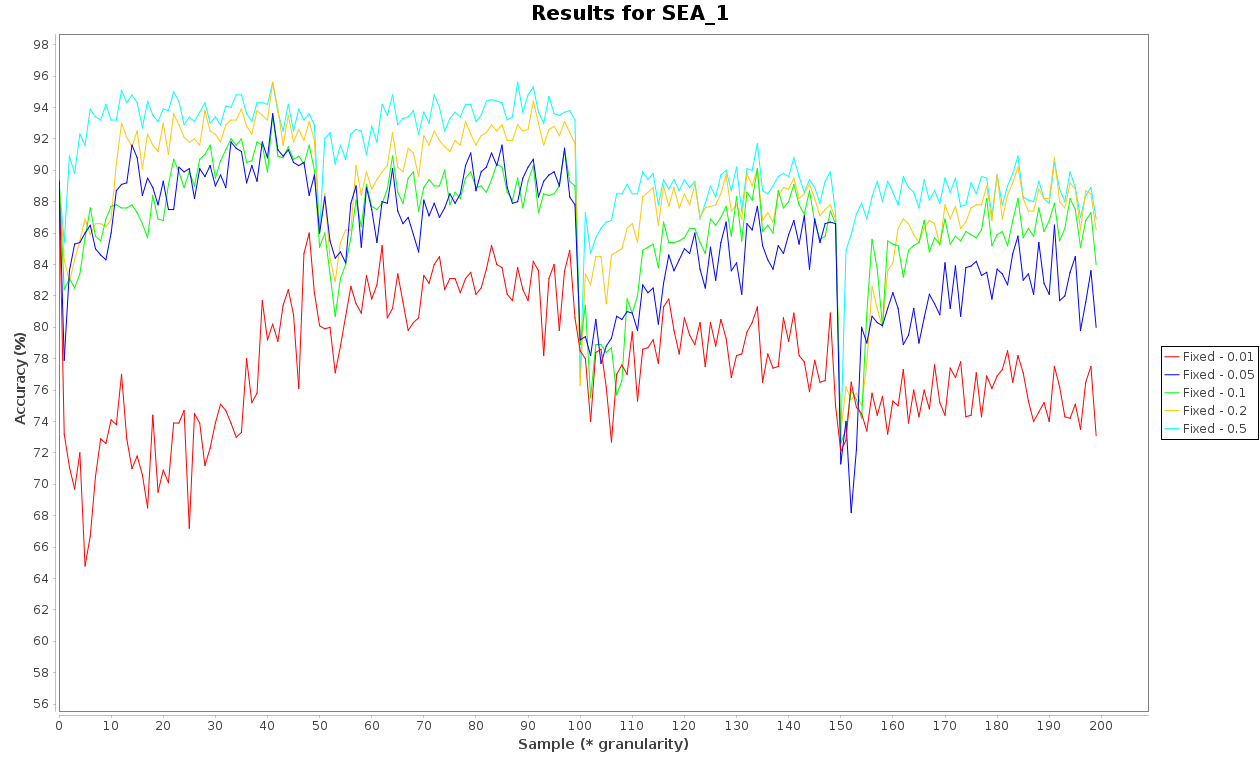 Results for SEA_1
98
96
94
92
90
88
86
84
82
80
78
76
74
72
70
68
66
64
62
60
58
56
Accuracy (%)
0 10 20 30 40 50 60 70 80 90 100 110 120 130 140 150 160 170 180 190 200
Sample (* granularity)
Fixed - 0.01
Fixed - 0.05
Fixed - 0.1
Fixed - 0.2
Fixed - 0.5